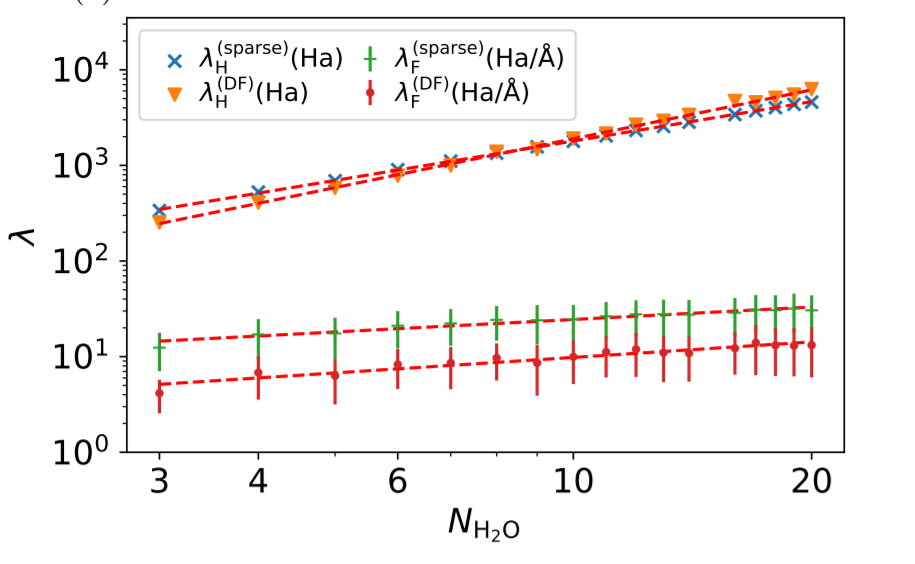 λ_H^(sparse)(Ha) λ_F^(sparse)(Ha/Å)
λ_H^(DF)(Ha) λ_F^(DF)(Ha/Å)
10^4
10^3
10^2
10^1
10^0
λ
3 4 6 10 20
N_H₂O